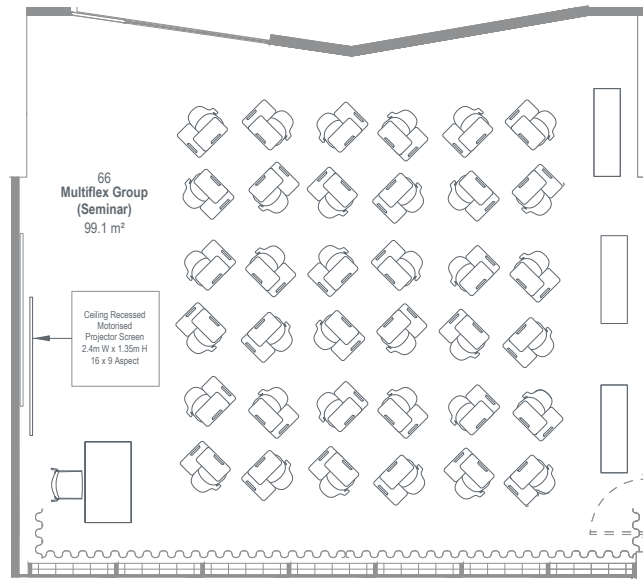 66
Multiflex Group
(Seminar)
99.1 m²
Ceiling Recessed
Motorised
Projector Screen
2.4m W x 1.35m H
16 x 9 Aspect